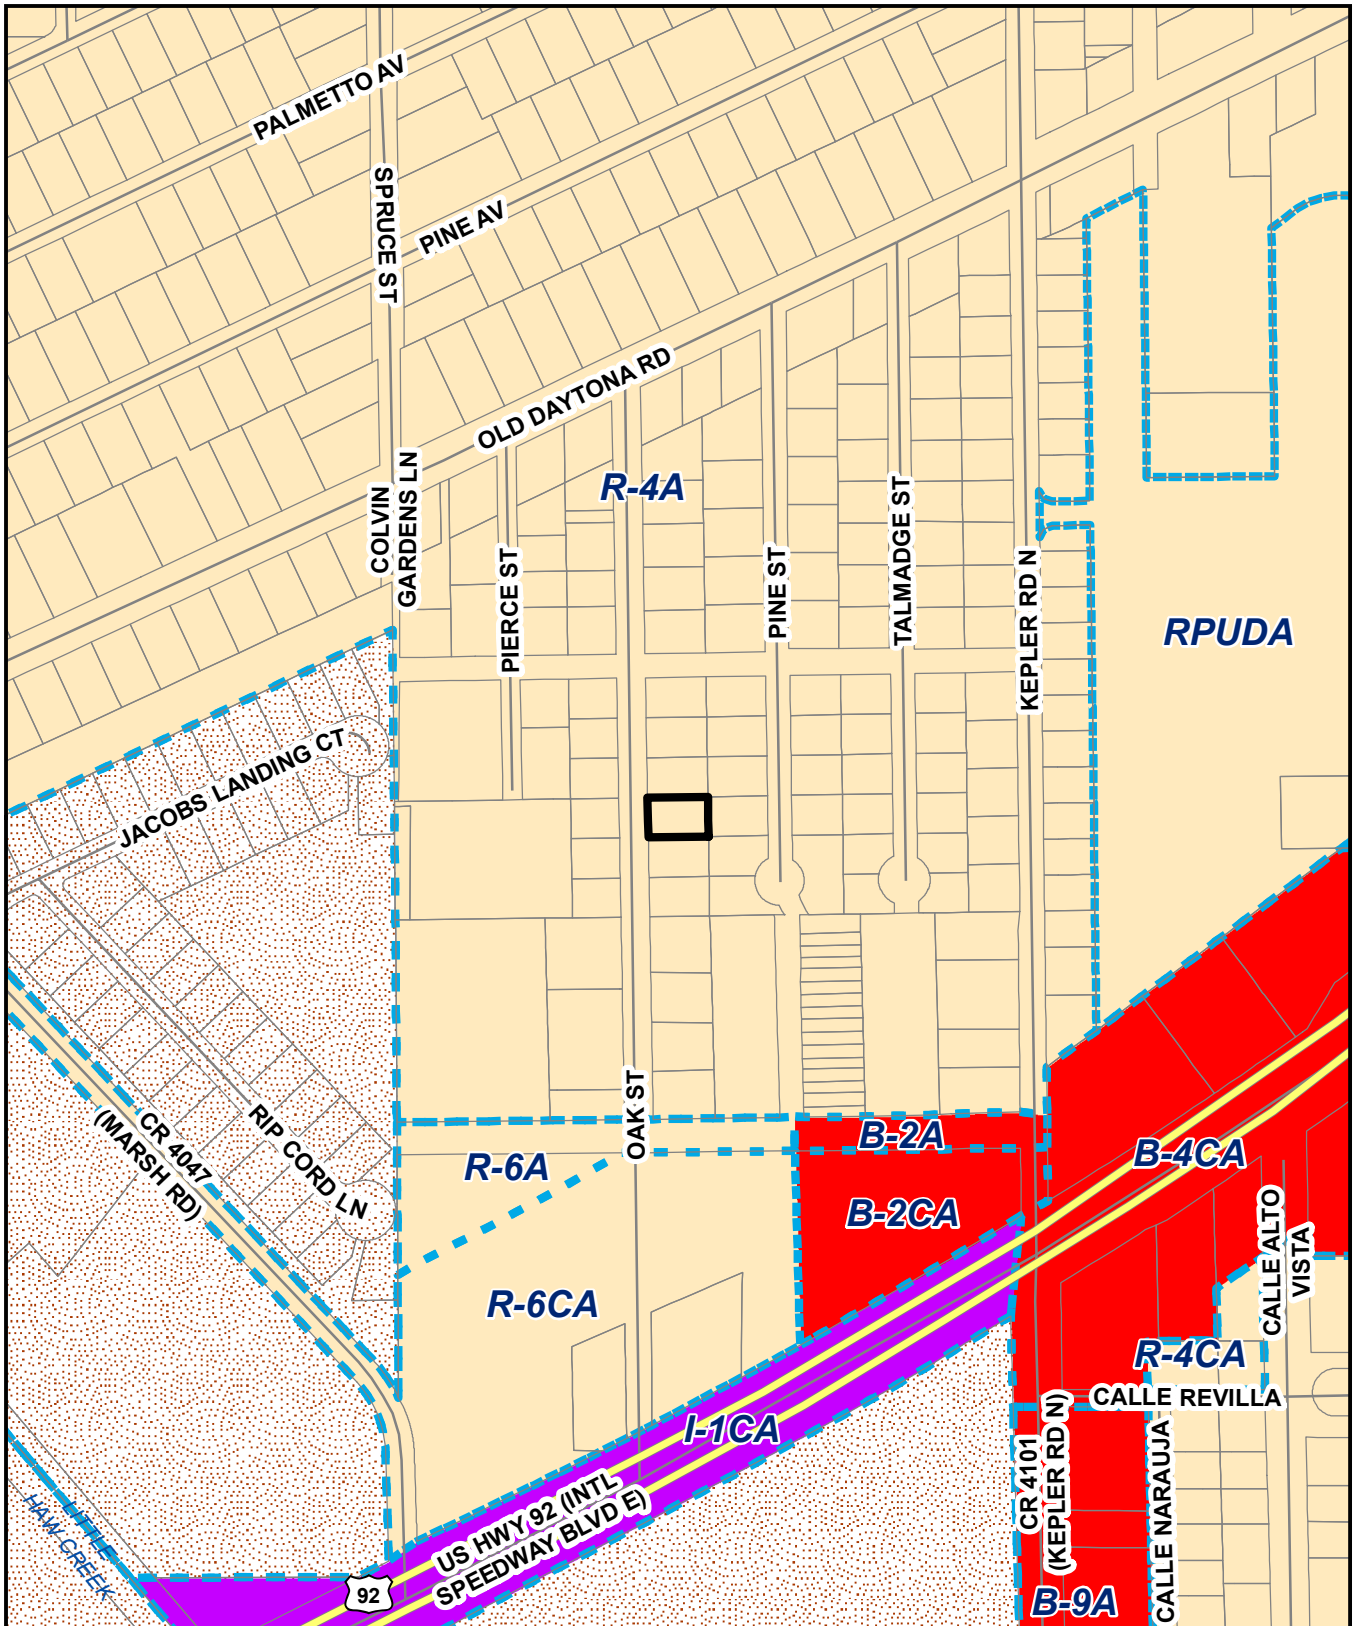 PALMETTO AV
SPRUCE ST
PINE AV
OLD DAYTONA RD
COLVIN
GARDENS LN
R-4A
PIERCE ST
PINE ST
TALMADGE ST
KEPLER RD N
RPUDA
JACOBS LANDING CT
RIP CORD LN
CR 4047
(MARSH RD)
OAK ST
R-6A
B-2A
B-4CA
B-2CA
R-6CA
CALLE ALTO
VISTA
R-4CA
CALLE REVILLA
I-1CA
CR 4101
(KEPLER RD N)
CALLE NARAUJA
US HWY 92 (INTL
SPEEDWAY BLVD E)
92
LITTLE
HAW CREEK
B-9A